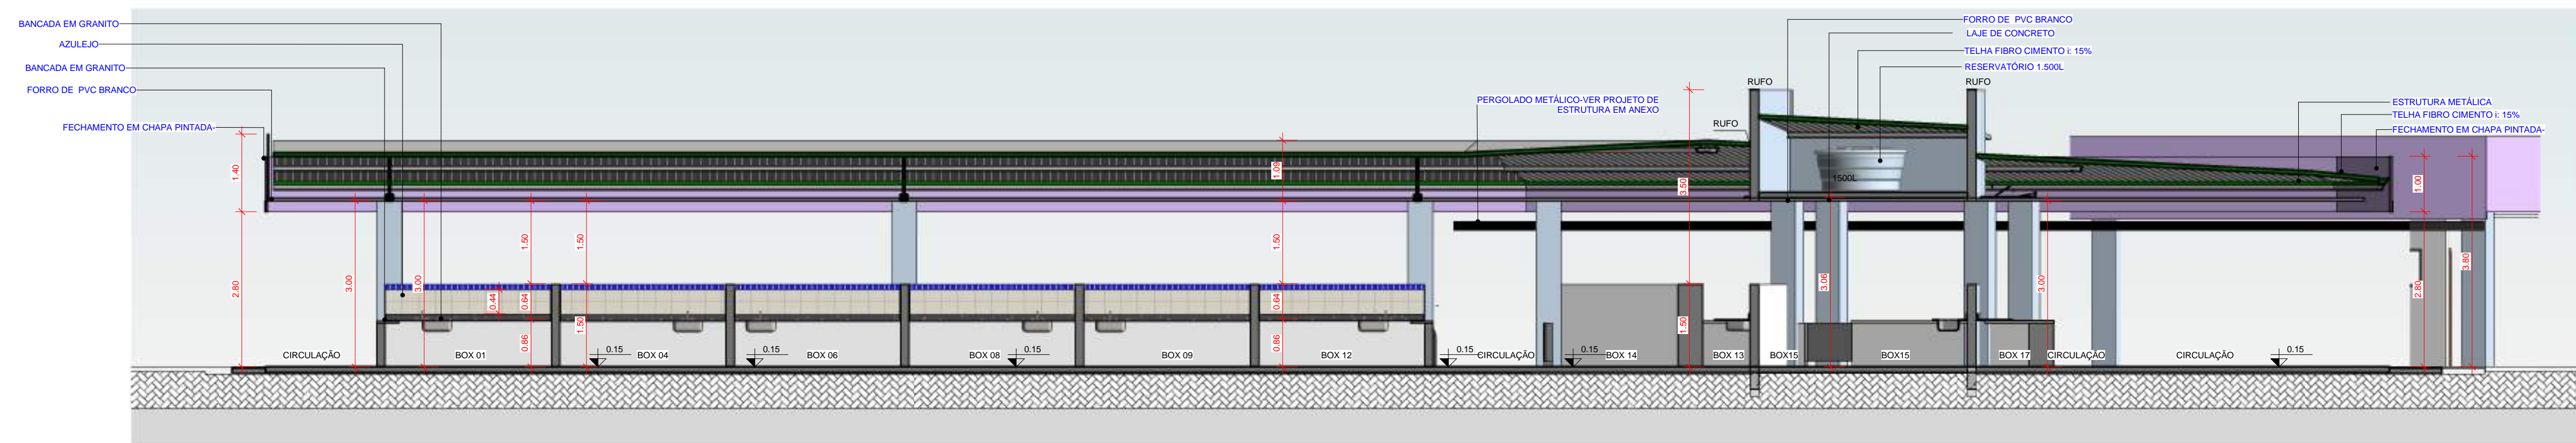 BANCADA EM GRANITO
AZULEJO
BANCADA EM GRANITO
FORRO DE PVC BRANCO
FECHAMENTO EM CHAPA PINTADA-
FORRO DE PVC BRANCO
LAJE DE CONCRETO
TELHA FIBRO CIMENTO i: 15%
RESERVATÓRIO 1.500L
RUFO
RUFO
PERGOLADO METÁLICO-VER PROJETO DE
ESTRUTURA EM ANEXO
RUFO
ESTRUTURA METÁLICA
TELHA FIBRO CIMENTO i: 15%
FECHAMENTO EM CHAPA PINTADA-
1500L
1.40
2.80
3.00
3.00
0.44
1.50
0.64
0.86
1.50
1.50
1.09
1.50
0.64
0.86
3.50
1.50
3.06
3.00
1.00
2.80
3.80
0.15
0.15
0.15
0.15
0.15
0.15
CIRCULAÇÃO
BOX 01
BOX 04
BOX 06
BOX 08
BOX 09
BOX 12
CIRCULAÇÃO
BOX 14
BOX 13
BOX15
BOX15
BOX 17
CIRCULAÇÃO
CIRCULAÇÃO